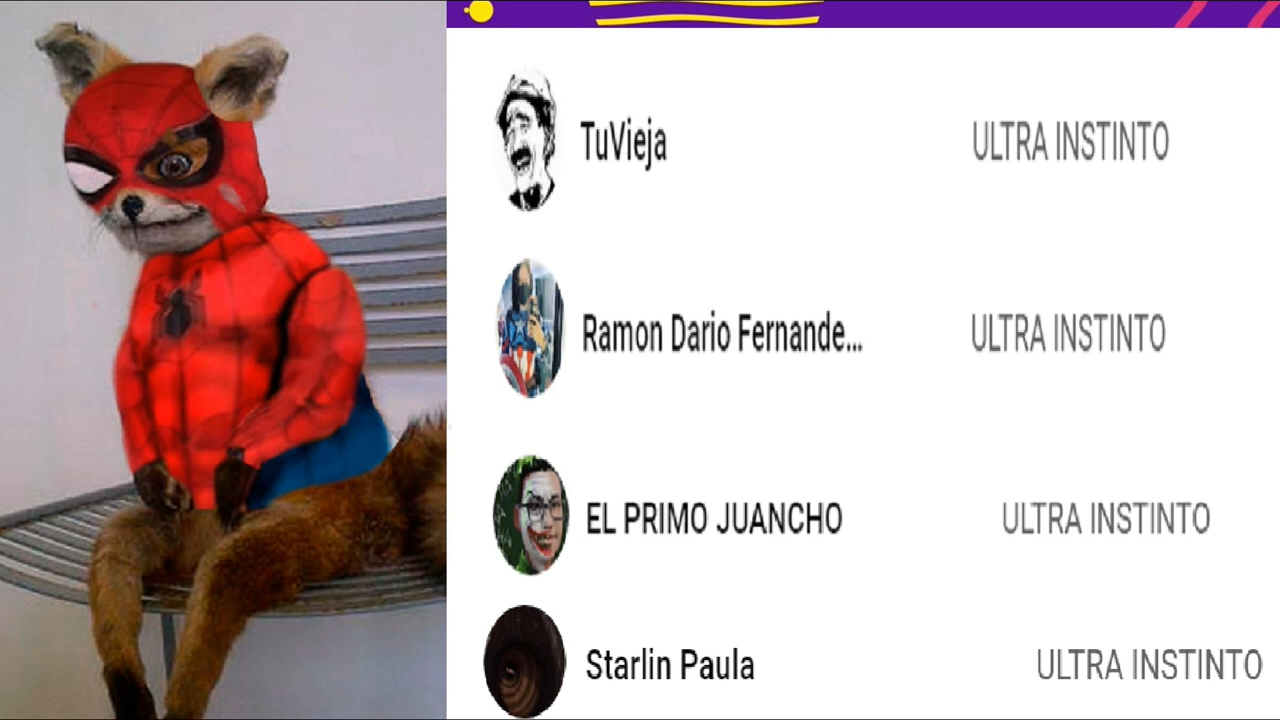 TuVieja ULTRA INSTINTO
Ramon Dario Fernande... ULTRA INSTINTO
EL PRIMO JUANCHO ULTRA INSTINTO
Starlin Paula ULTRA INSTINTO